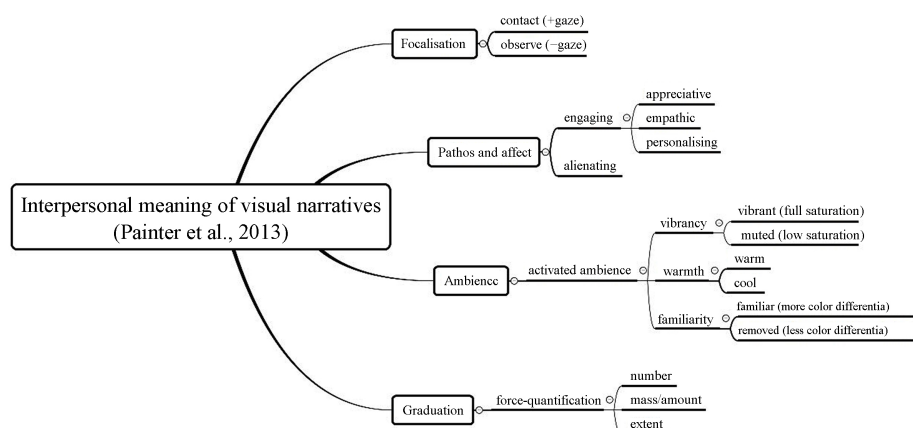 Interpersonal meaning of visual narratives
(Painter et al., 2013)
Focalisation
contact (+gaze)
observe (−gaze)
Pathos and affect
engaging
appreciative
empathic
personalising
alienating
Ambience
activated ambience
vibrancy
vibrant (full saturation)
muted (low saturation)
warmth
warm
cool
familiarity
familiar (more color differentia)
removed (less color differentia)
Graduation
force-quantification
number
mass/amount
extent